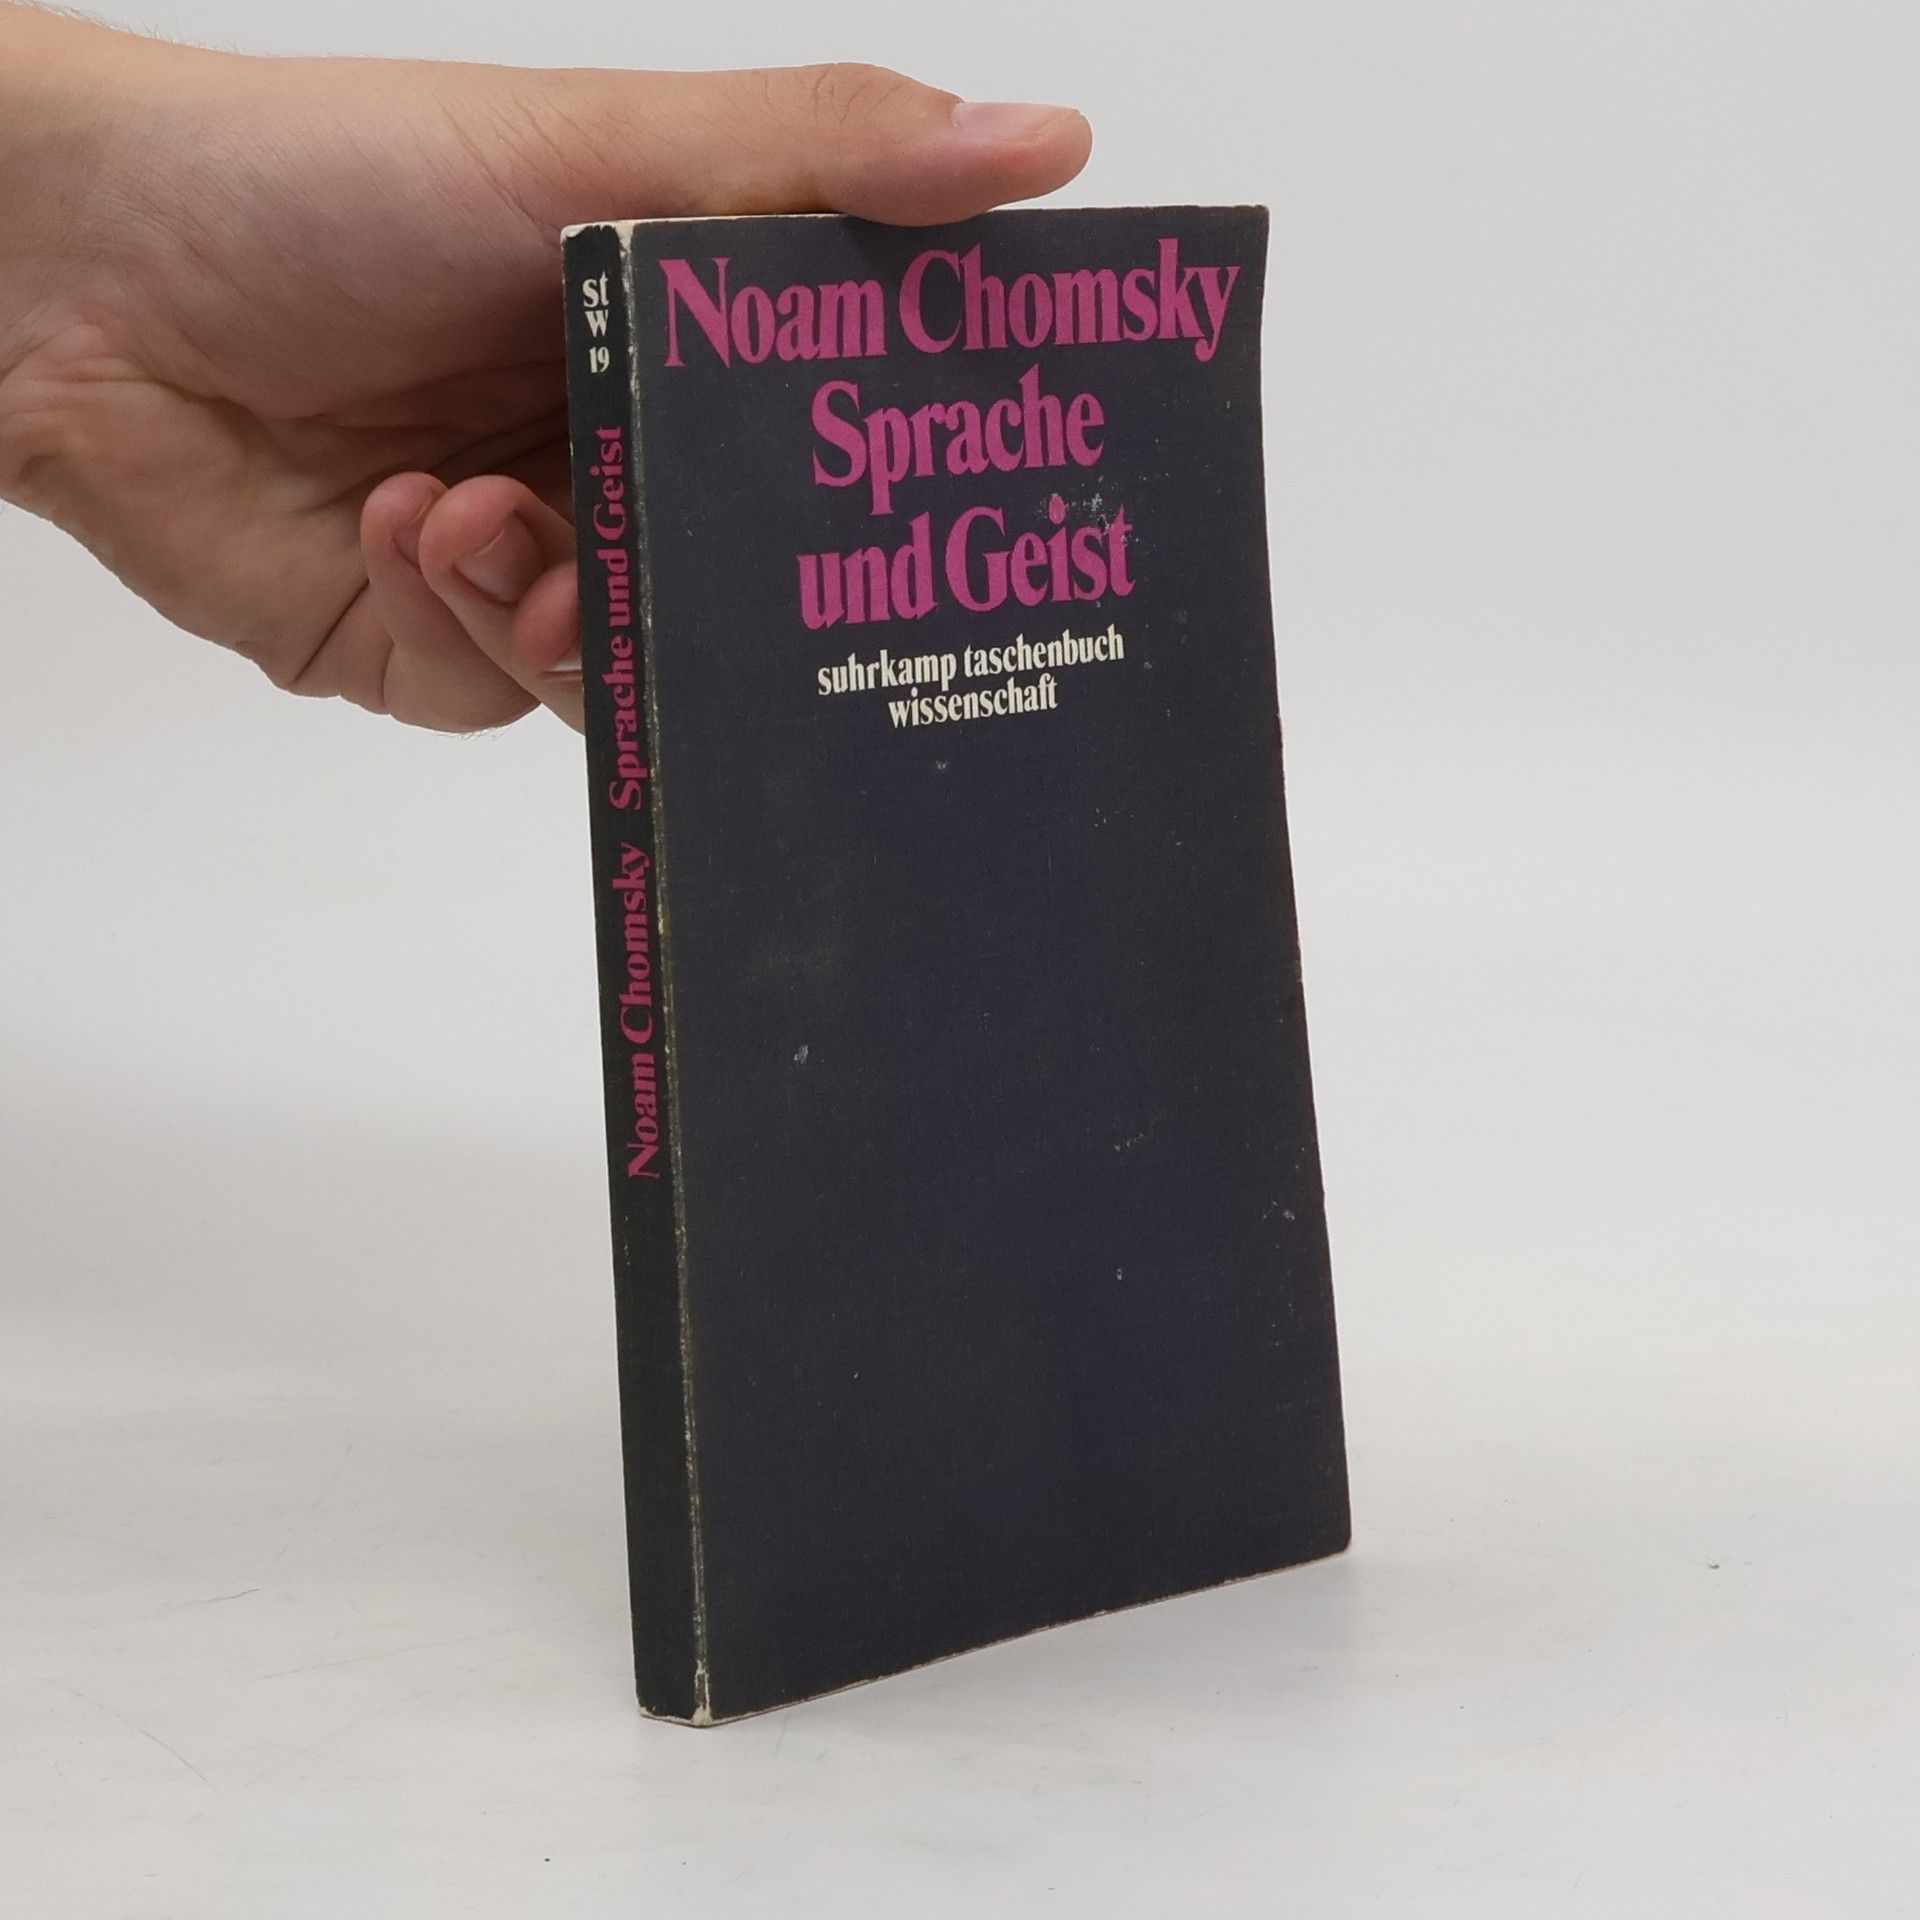 st
w
19
Noam Chomsky Sprache und Geist
Noam Chomsky
Sprache
und Geist
suhrkamp taschenbuch
wissenschaft